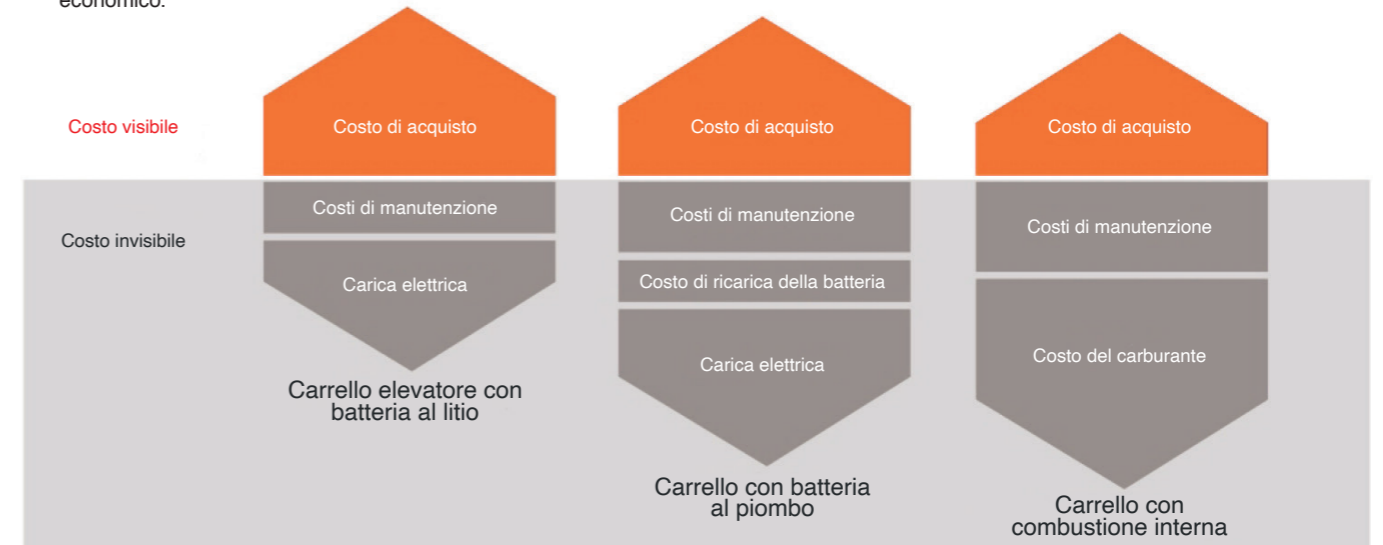 economico.
Costo visibile
Costo di acquisto
Costo di acquisto
Costo di acquisto
Costo invisibile
Costi di manutenzione
Carica elettrica
Carrello elevatore con
batteria al litio
Costi di manutenzione
Costo di ricarica della batteria
Carica elettrica
Carrello con batteria
al piombo
Costi di manutenzione
Costo del carburante
Carrello con
combustione interna